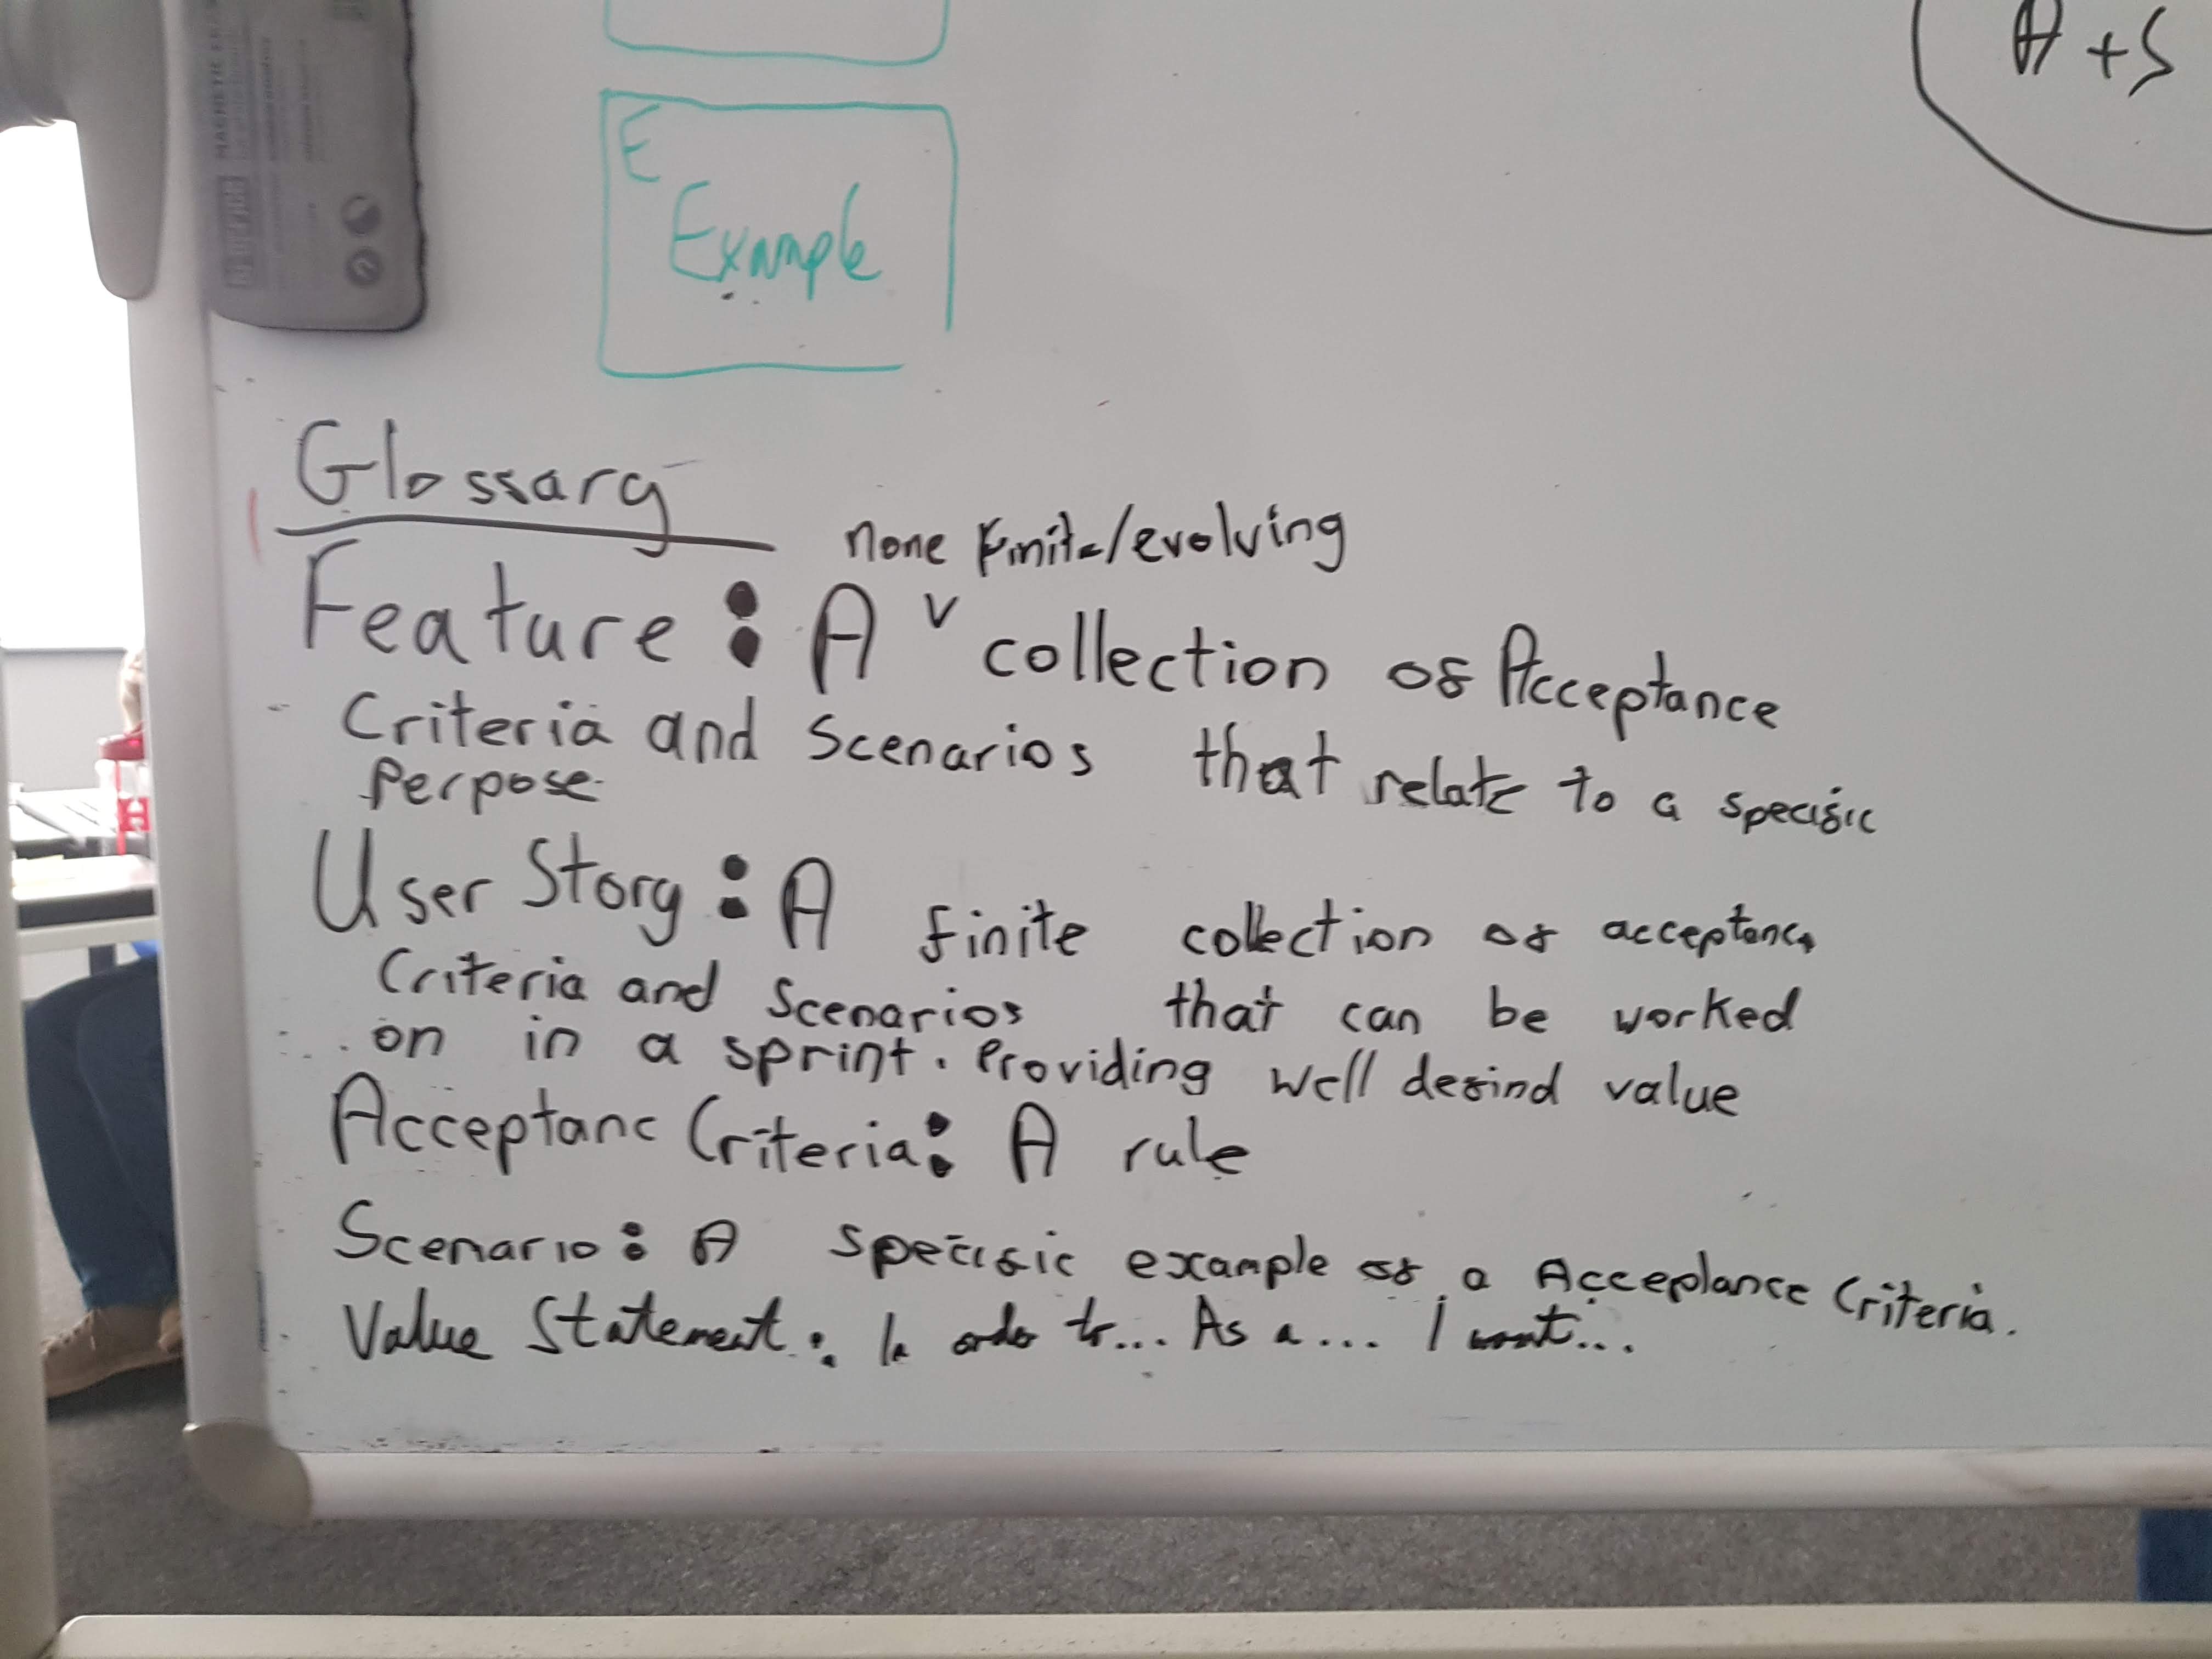 MAGNETIC
A + S
E
Example
Glossary
none Finite/evolving
Feature: A v collection of Acceptance
Criteria and Scenarios that relate to a specific
Perpose.
User Story: A finite collection of acceptance
Criteria and Scenarios that can be worked
on in a sprint. Providing well defind value
Acceptanc Criteria: A rule
Scenario: A specific example of a Acceptance Criteria.
Value Statement: In order to... As a.... I want...